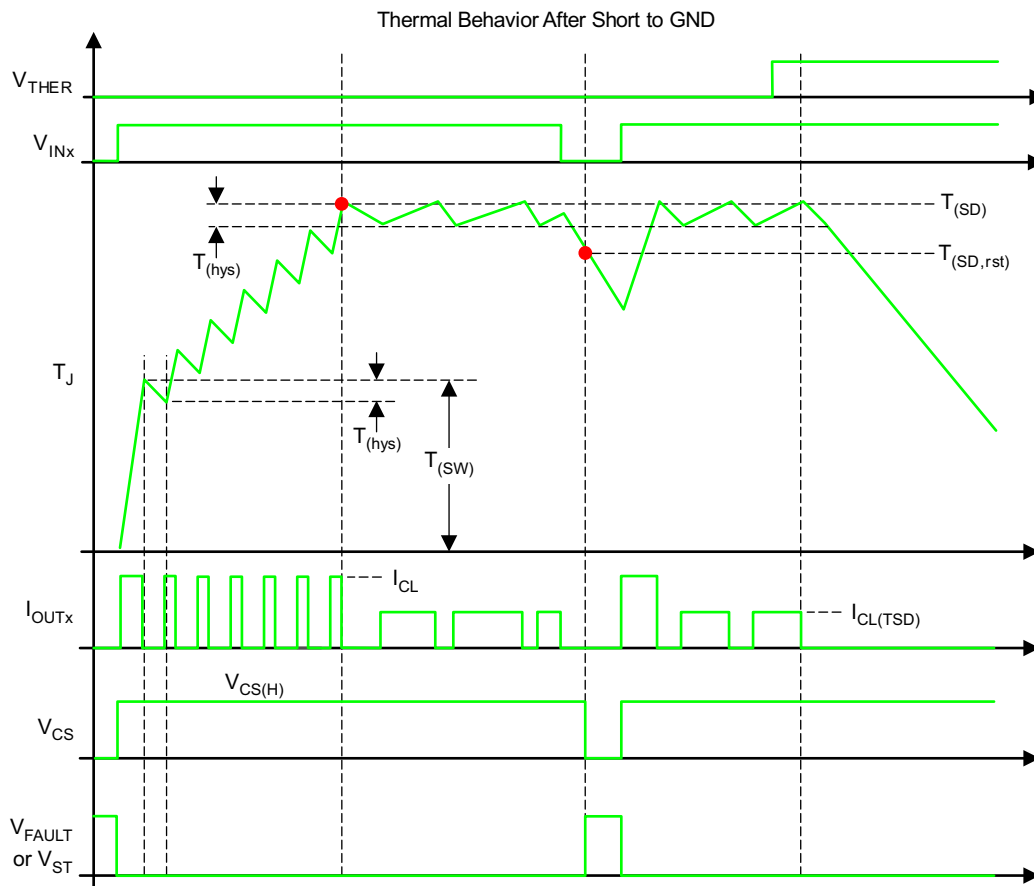 Thermal Behavior After Short to GND
V_THER
V_INx
T_(SD)
T_(hys)
T_(SD,rst)
T_J
T_(hys)
T_(SW)
I_CL
I_OUTx
I_CL(TSD)
V_CS(H)
V_CS
V_FAULT
or V_ST